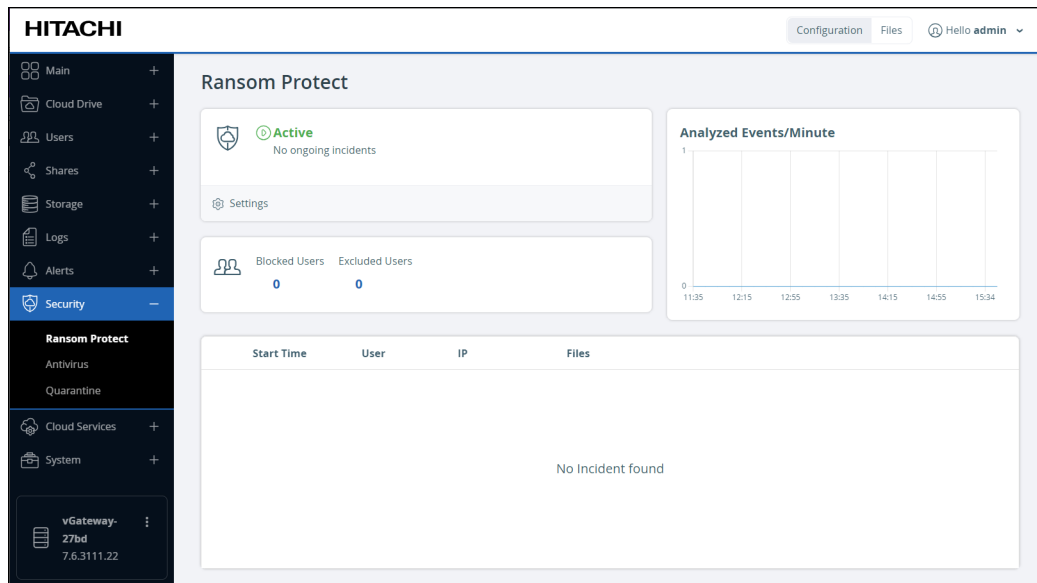 HITACHI
Configuration
Files
Hello admin
Main
Cloud Drive
Users
Shares
Storage
Logs
Alerts
Security
Ransom Protect
Antivirus
Quarantine
Cloud Services
System
vGateway-
27bd
7.6.3111.22
Ransom Protect
Active
No ongoing incidents
Settings
Blocked Users Excluded Users
0 0
Analyzed Events/Minute
1
0
11:35 12:15 12:55 13:35 14:15 14:55 15:34
Start Time User IP Files
No Incident found